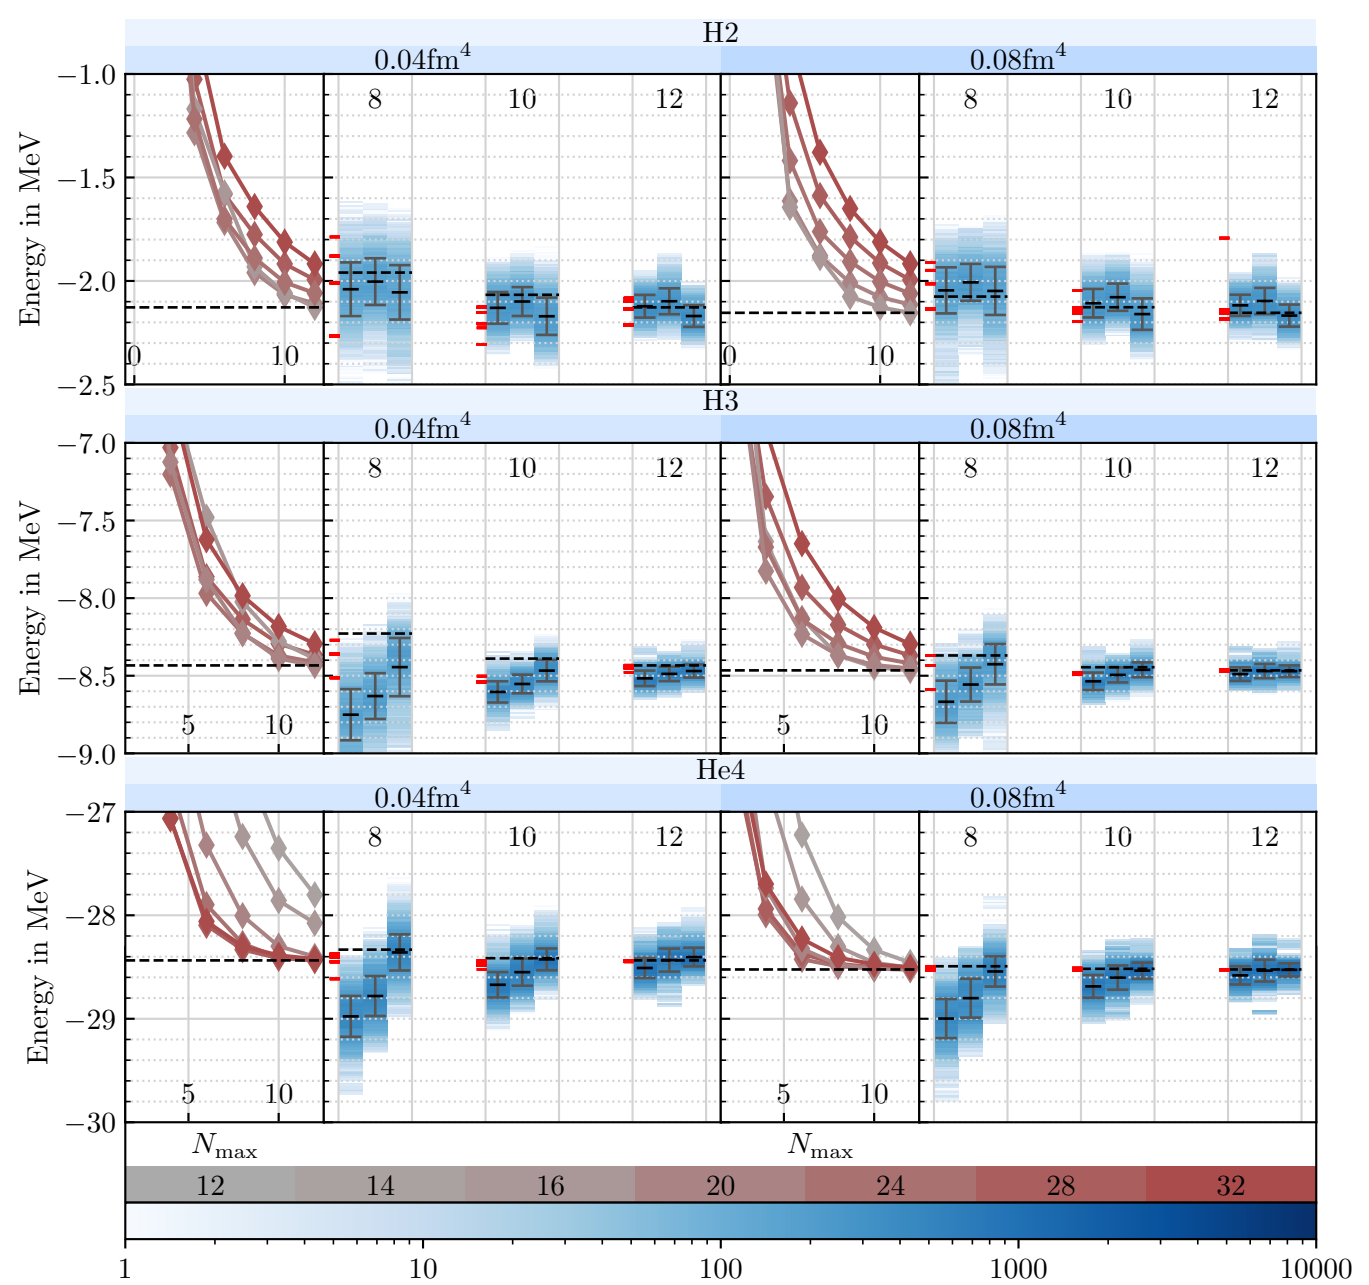 H2
0.04fm⁴ 0.08fm⁴
−1.0
8 10 12 8 10 12
−1.5
−2.0
Energy in MeV
0 10 0 10
−2.5
H3
0.04fm⁴ 0.08fm⁴
−7.0
8 10 12 8 10 12
−7.5
−8.0
Energy in MeV
−8.5
5 10 5 10
−9.0
He4
0.04fm⁴ 0.08fm⁴
−27
8 10 12 8 10 12
−28
Energy in MeV
−29
5 10 5 10
−30
Nmax Nmax
12 14 16 20 24 28 32
1 10 100 1000 10000